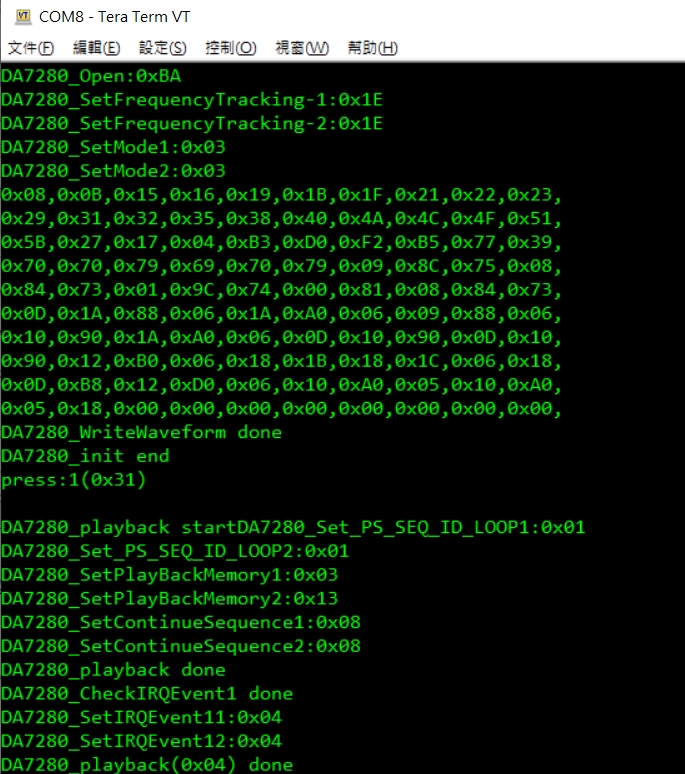 VT
COM8 - Tera Term VT
文件(F) 編輯(E) 設定(S) 控制(O) 視窗(W) 幫助(H)
DA7280_Open:0xBA
DA7280_SetFrequencyTracking-1:0x1E
DA7280_SetFrequencyTracking-2:0x1E
DA7280_SetMode1:0x03
DA7280_SetMode2:0x03
0x08,0x0B,0x15,0x16,0x19,0x1B,0x1F,0x21,0x22,0x23,
0x29,0x31,0x32,0x35,0x38,0x40,0x4A,0x4C,0x4F,0x51,
0x5B,0x27,0x17,0x04,0xB3,0xD0,0xF2,0xB5,0x77,0x39,
0x70,0x70,0x79,0x69,0x70,0x79,0x09,0x8C,0x75,0x08,
0x84,0x73,0x01,0x9C,0x74,0x00,0x81,0x08,0x84,0x73,
0x0D,0x1A,0x88,0x06,0x1A,0xA0,0x06,0x09,0x88,0x06,
0x10,0x90,0x1A,0xA0,0x06,0x0D,0x10,0x90,0x0D,0x10,
0x90,0x12,0xB0,0x06,0x18,0x1B,0x18,0x1C,0x06,0x18,
0x0D,0xB8,0x12,0xD0,0x06,0x10,0xA0,0x05,0x10,0xA0,
0x05,0x18,0x00,0x00,0x00,0x00,0x00,0x00,0x00,0x00,
DA7280_WriteWaveform done
DA7280_init end
press:1(0x31)
DA7280_playback startDA7280_Set_PS_SEQ_ID_LOOP1:0x01
DA7280_Set_PS_SEQ_ID_LOOP2:0x01
DA7280_SetPlayBackMemory1:0x03
DA7280_SetPlayBackMemory2:0x13
DA7280_SetContinueSequence1:0x08
DA7280_SetContinueSequence2:0x08
DA7280_playback done
DA7280_CheckIRQEvent1 done
DA7280_SetIRQEvent11:0x04
DA7280_SetIRQEvent12:0x04
DA7280_playback(0x04) done